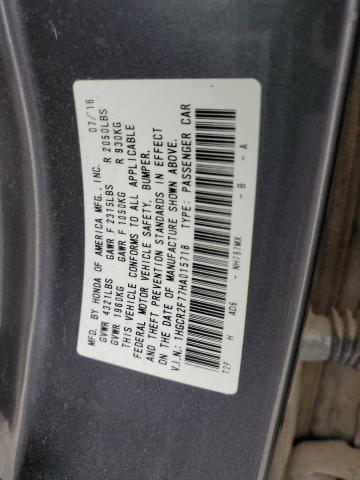 MFD. BY HONDA OF AMERICA MFG., INC. 07/16
GVWR 4321LBS GAWR F 2315LBS R 2050LBS
GVWR 1960KG GAWR F 1050KG R 930KG
THIS VEHICLE CONFORMS TO ALL APPLICABLE
FEDERAL MOTOR VEHICLE SAFETY, BUMPER,
AND THEFT PREVENTION STANDARDS IN EFFECT
ON THE DATE OF MANUFACTURE SHOWN ABOVE.
V.I.N.: 1HGCR2F77HA015718 TYPE: PASSENGER CAR
T2F H AD6 -NH797MX -B -A